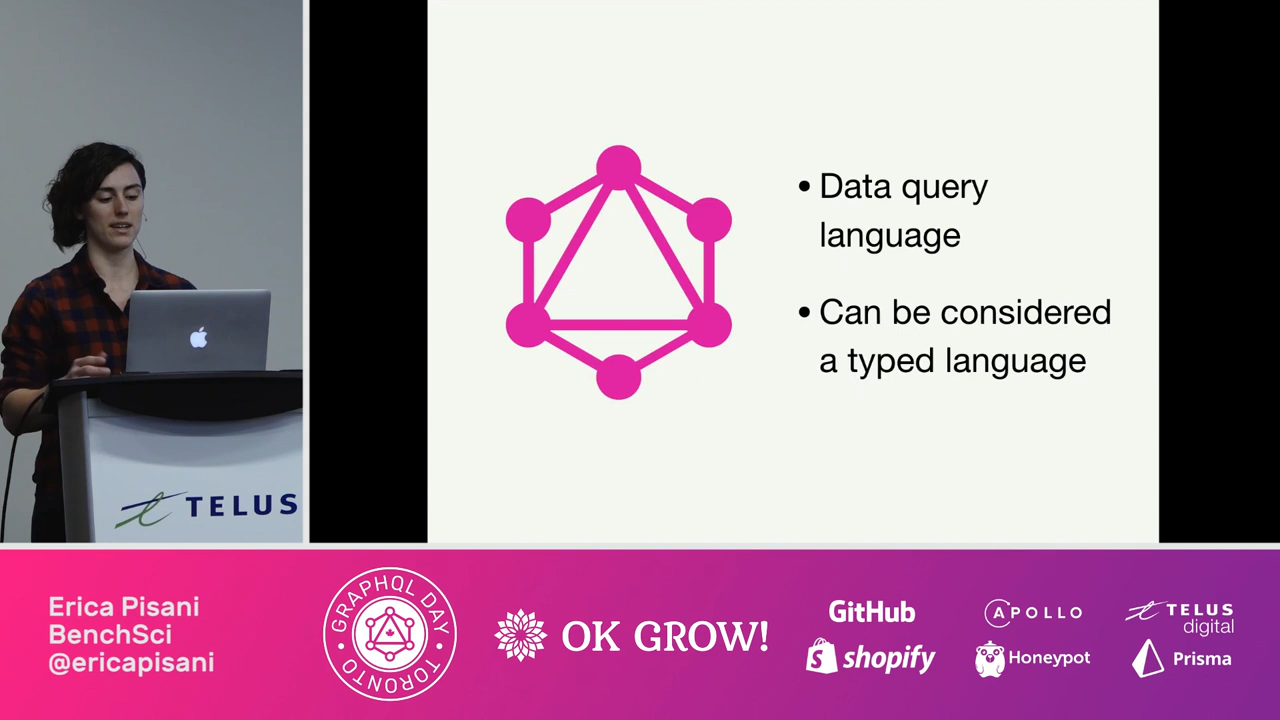 • Data query
language
• Can be considered
a typed language
TELUS
Erica Pisani
BenchSci
@ericapisani
GRAPHQL DAY
TORONTO
OK GROW!
GitHub
APOLLO
TELUS
digital
shopify
Honeypot
Prisma